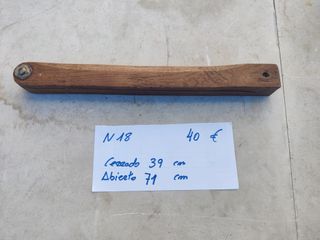 N 18 40 €
Cerrado 39 cm
Abierto 71 cm